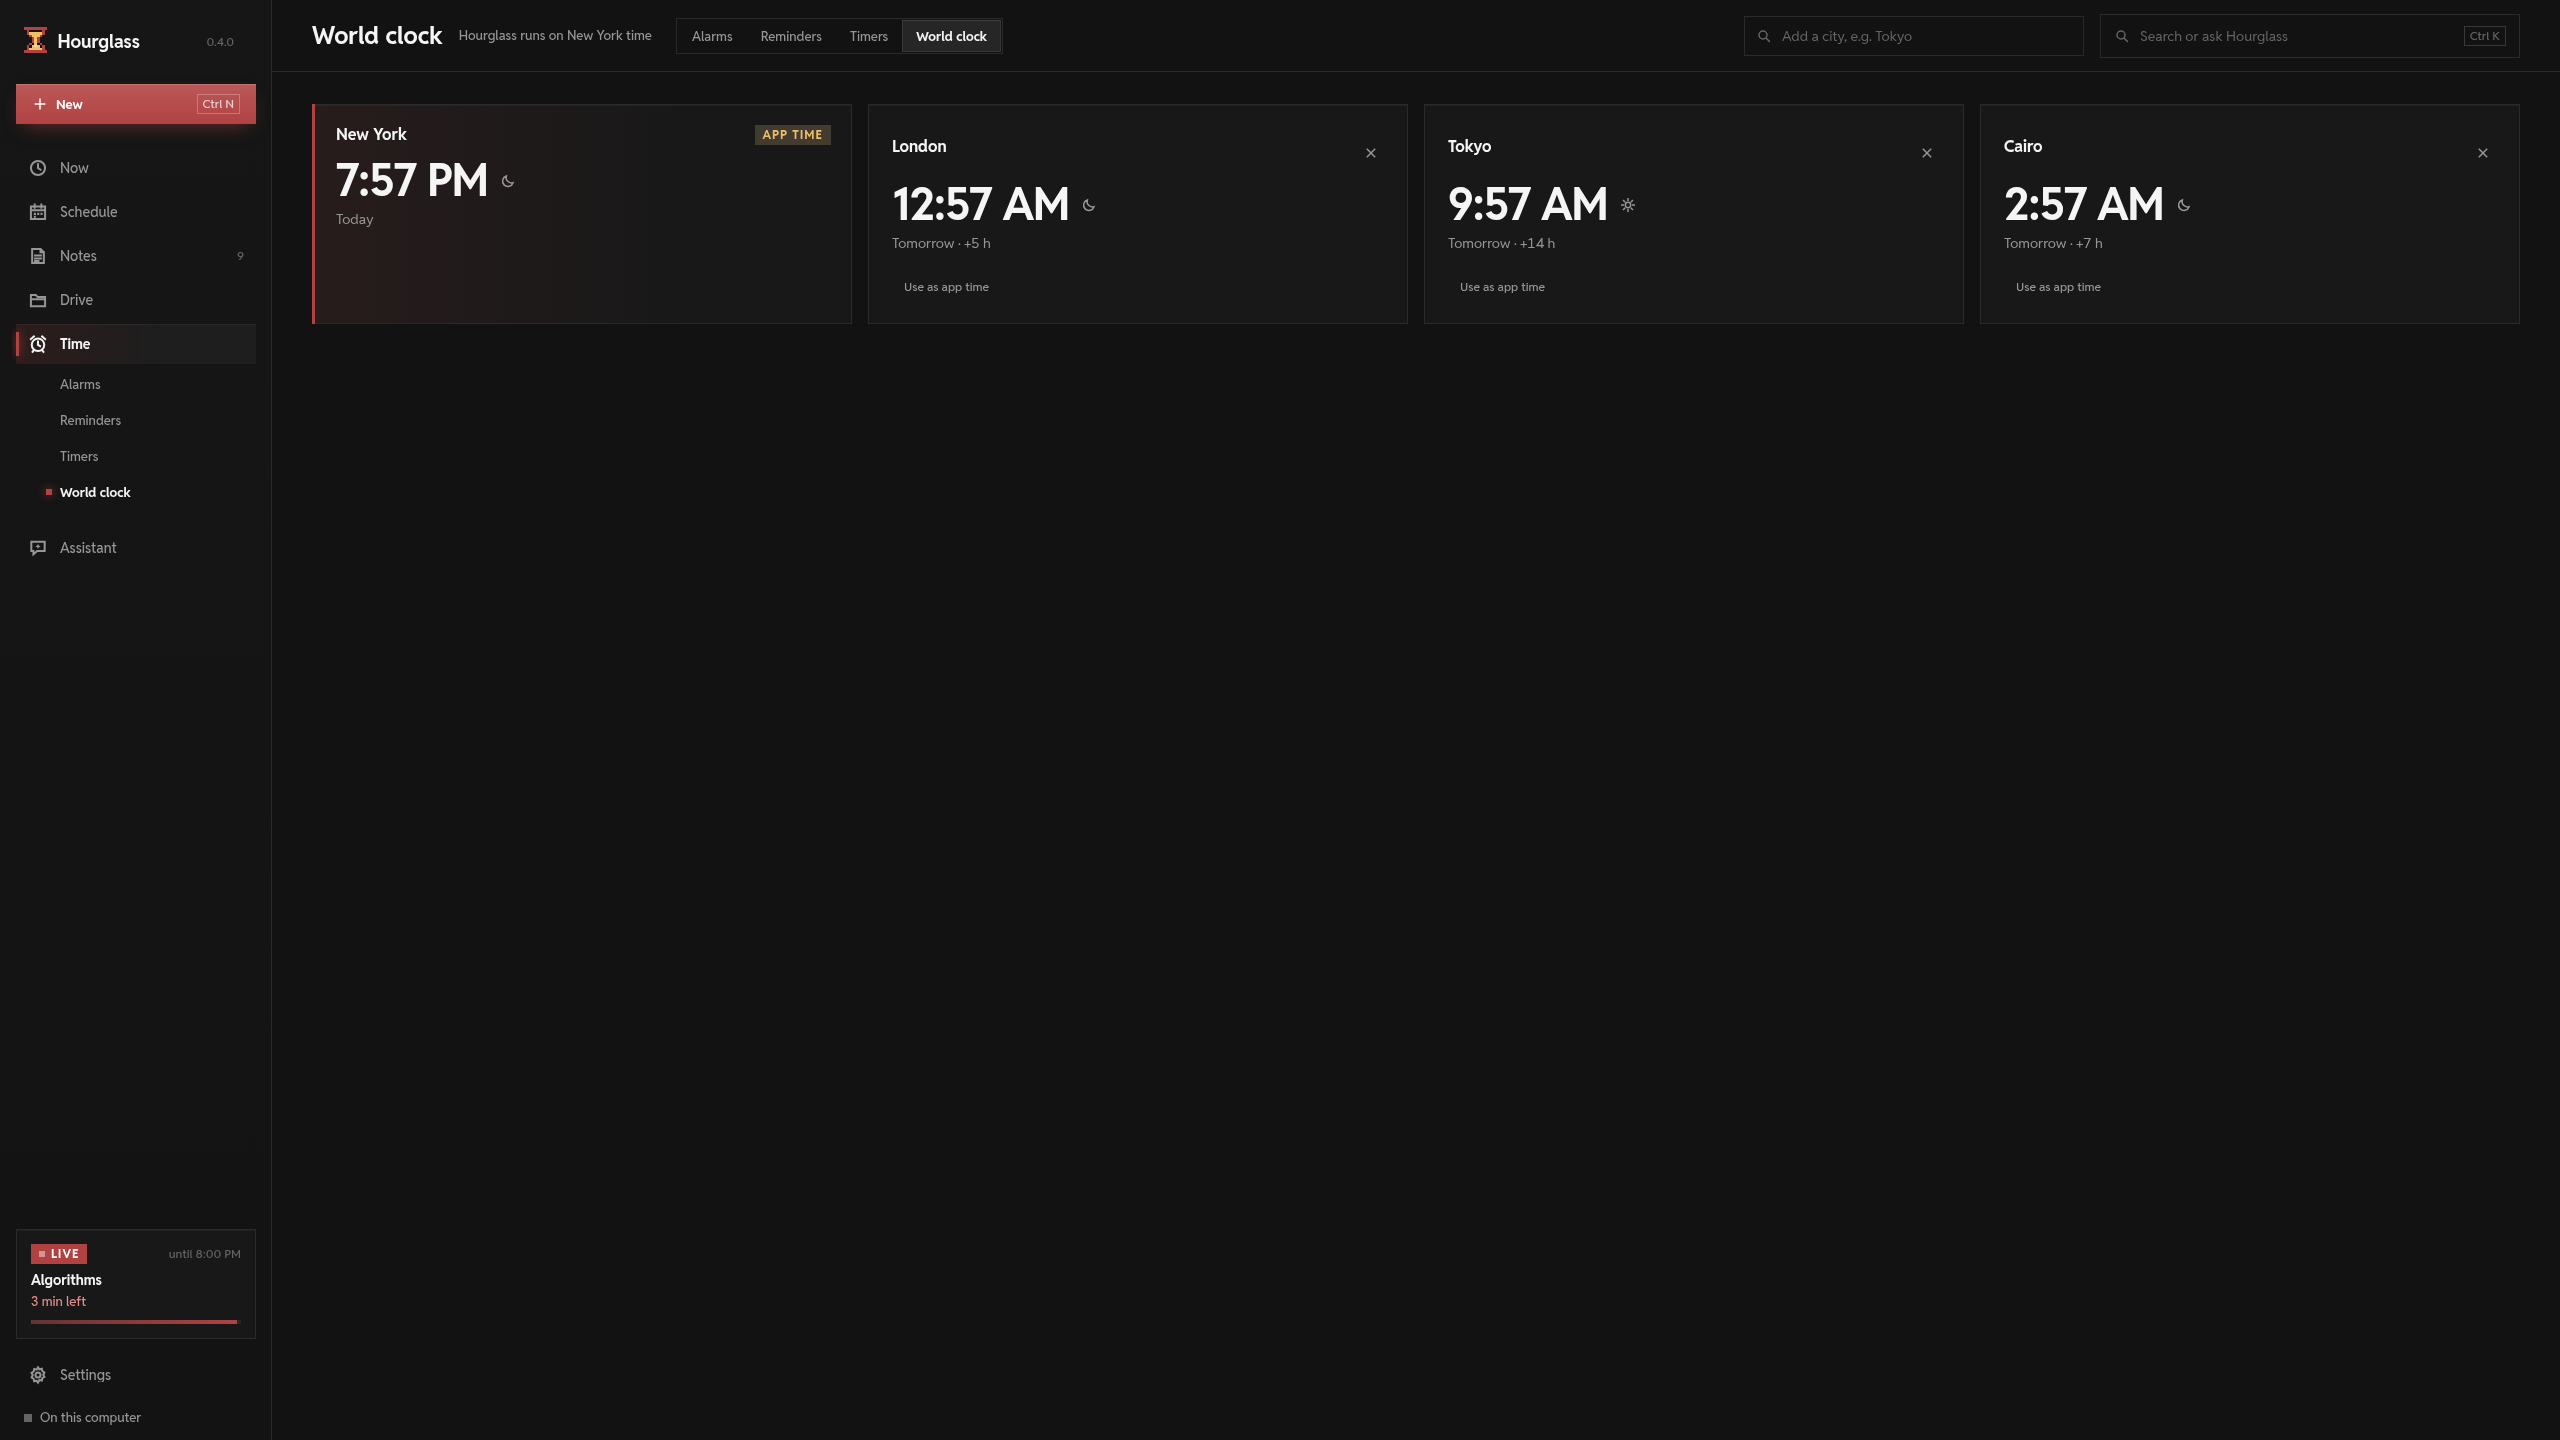 Hourglass
0.4.0
New
Ctrl N
Now
Schedule
Notes
9
Drive
Time
Alarms
Reminders
Timers
World clock
Assistant
LIVE
until 8:00 PM
Algorithms
3 min left
Settings
On this computer
World clock
Hourglass runs on New York time
Alarms
Reminders
Timers
World clock
Add a city, e.g. Tokyo
Search or ask Hourglass
Ctrl K
New York
APP TIME
7:57 PM
Today
London
12:57 AM
Tomorrow · +5 h
Use as app time
Tokyo
9:57 AM
Tomorrow · +14 h
Use as app time
Cairo
2:57 AM
Tomorrow · +7 h
Use as app time